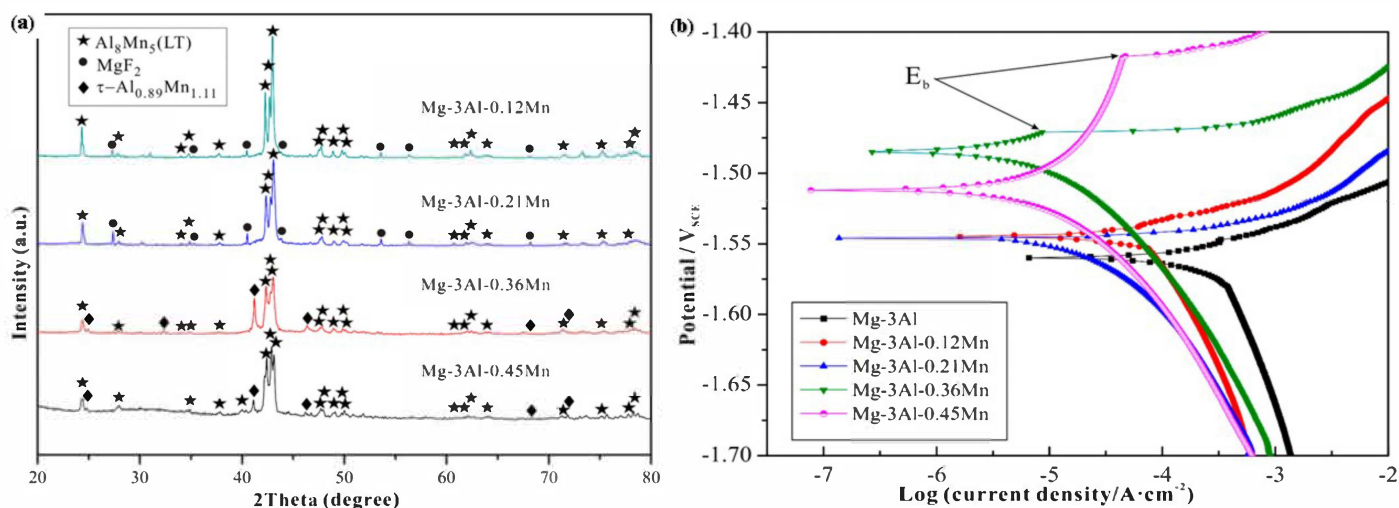 (a)
Intensity (a.u.)
★ Al₈Mn₅(LT)
● MgF₂
◆ τ−Al₀.₈₉Mn₁.₁₁
Mg-3Al-0.12Mn
Mg-3Al-0.21Mn
Mg-3Al-0.36Mn
Mg-3Al-0.45Mn
20 30 40 50 60 70 80
2Theta (degree)
(b)
Potential / V_SCE
-1.40
-1.45
-1.50
-1.55
-1.60
-1.65
-1.70
E_b
Mg-3Al
Mg-3Al-0.12Mn
Mg-3Al-0.21Mn
Mg-3Al-0.36Mn
Mg-3Al-0.45Mn
-7 -6 -5 -4 -3 -2
Log (current density/A·cm⁻²)